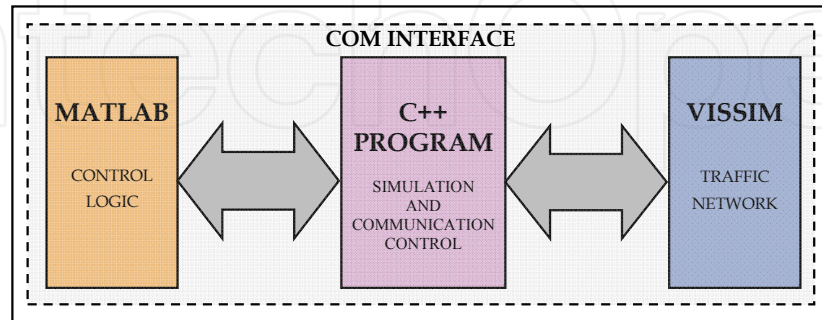 COM INTERFACE
MATLAB
CONTROL
LOGIC
C++
PROGRAM
SIMULATION
AND
COMMUNICATION
CONTROL
VISSIM
TRAFFIC
NETWORK